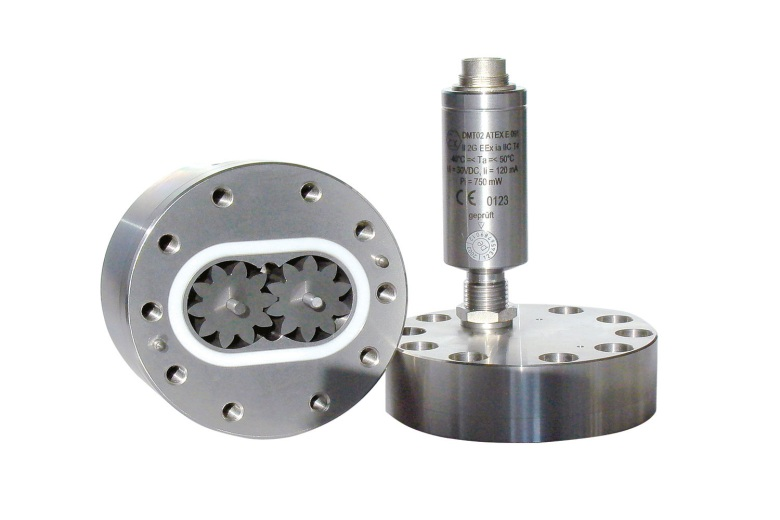 DMT02 ATEX E
II 2G EEx ia IIC T4
-40°C =< Ta =< 50°C
= 30VDC, Ii = 120 mA
Pi = 750 mW
CE 0123
geprüft